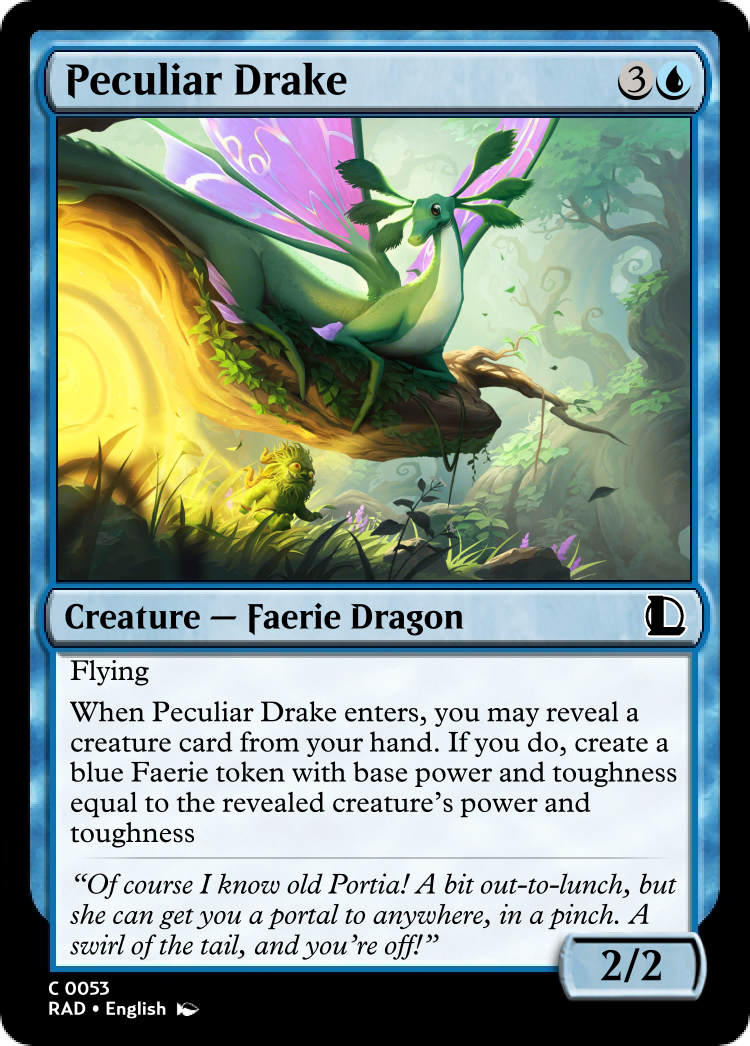 Peculiar Drake 3
Creature — Faerie Dragon
Flying
When Peculiar Drake enters, you may reveal a
creature card from your hand. If you do, create a
blue Faerie token with base power and toughness
equal to the revealed creature's power and
toughness
“Of course I know old Portia! A bit out-to-lunch, but
she can get you a portal to anywhere, in a pinch. A
swirl of the tail, and you're off!”
2/2
C 0053
RAD • English